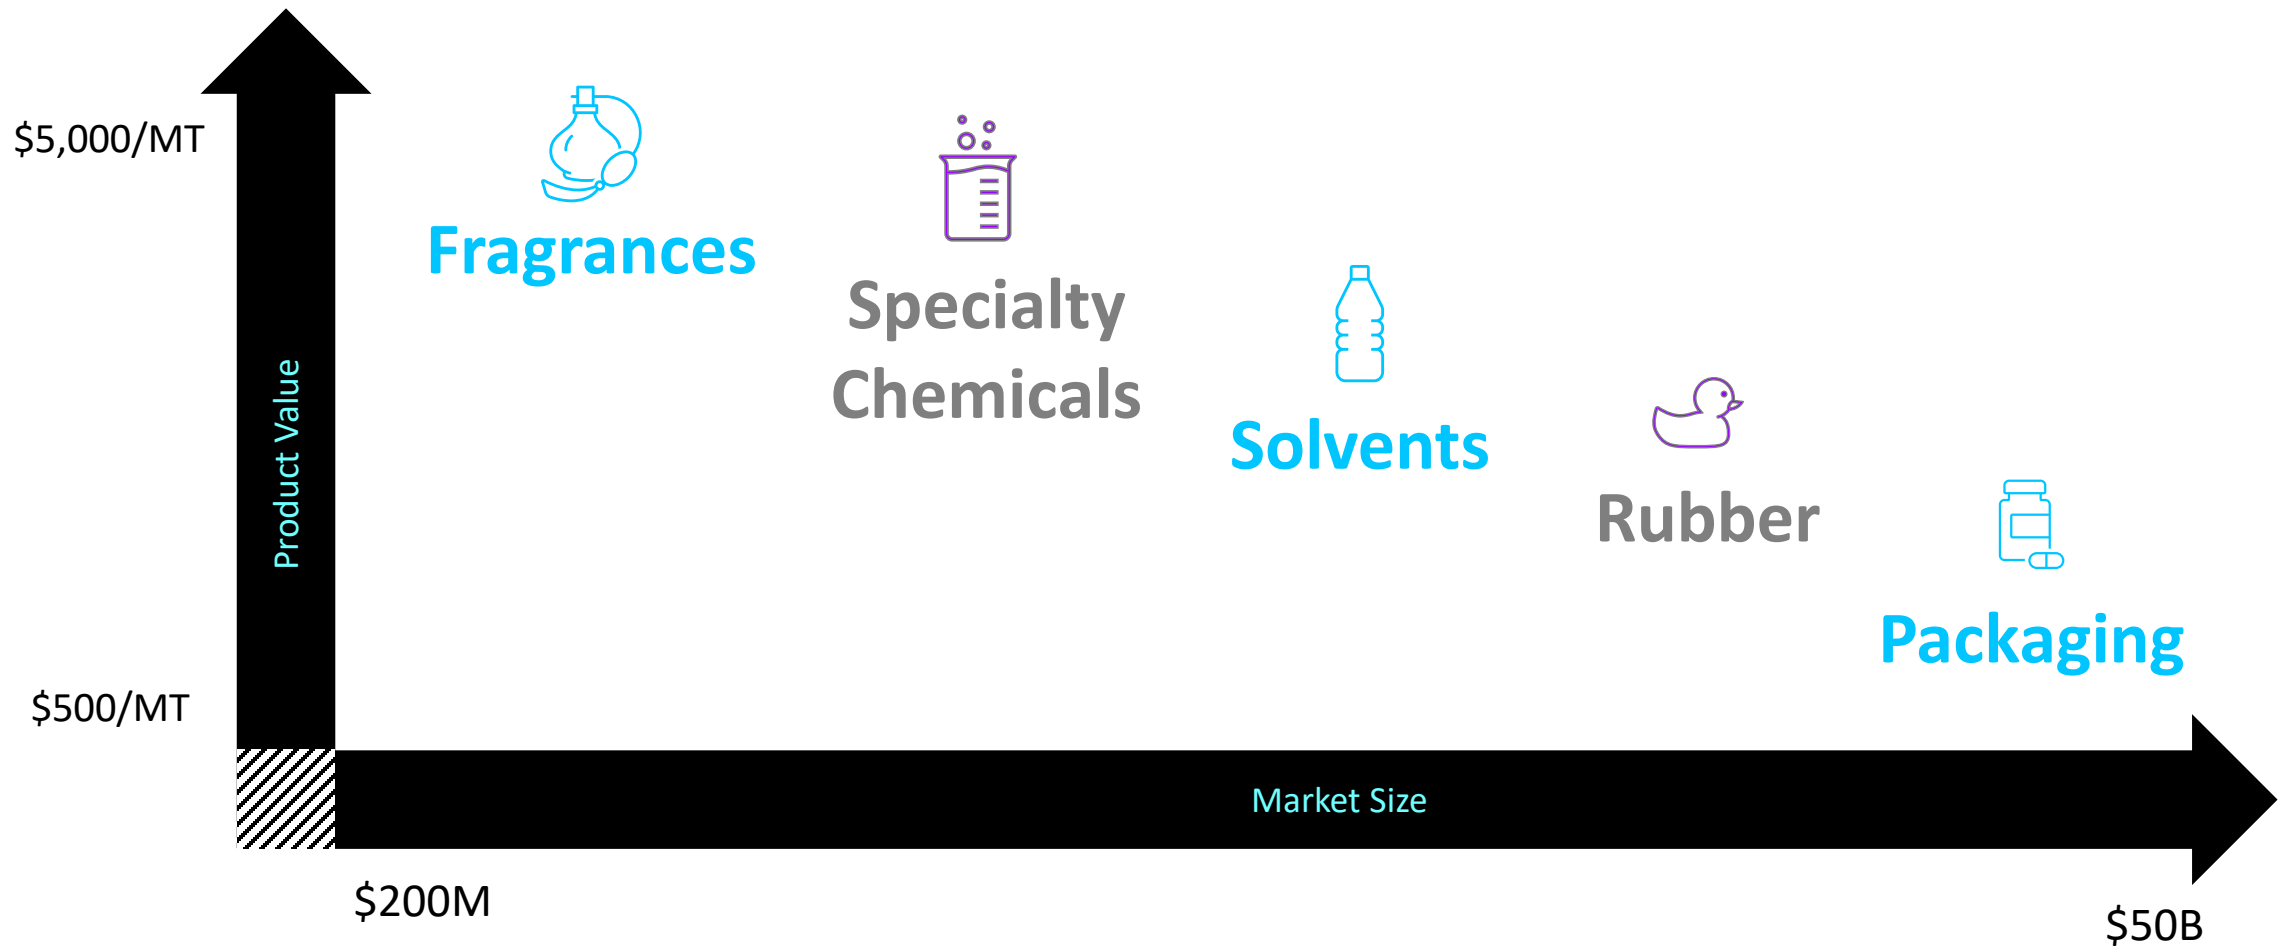 $5,000/MT
Fragrances
Specialty
Chemicals
Solvents
Rubber
Packaging
Product Value
$500/MT
Market Size
$200M
$50B